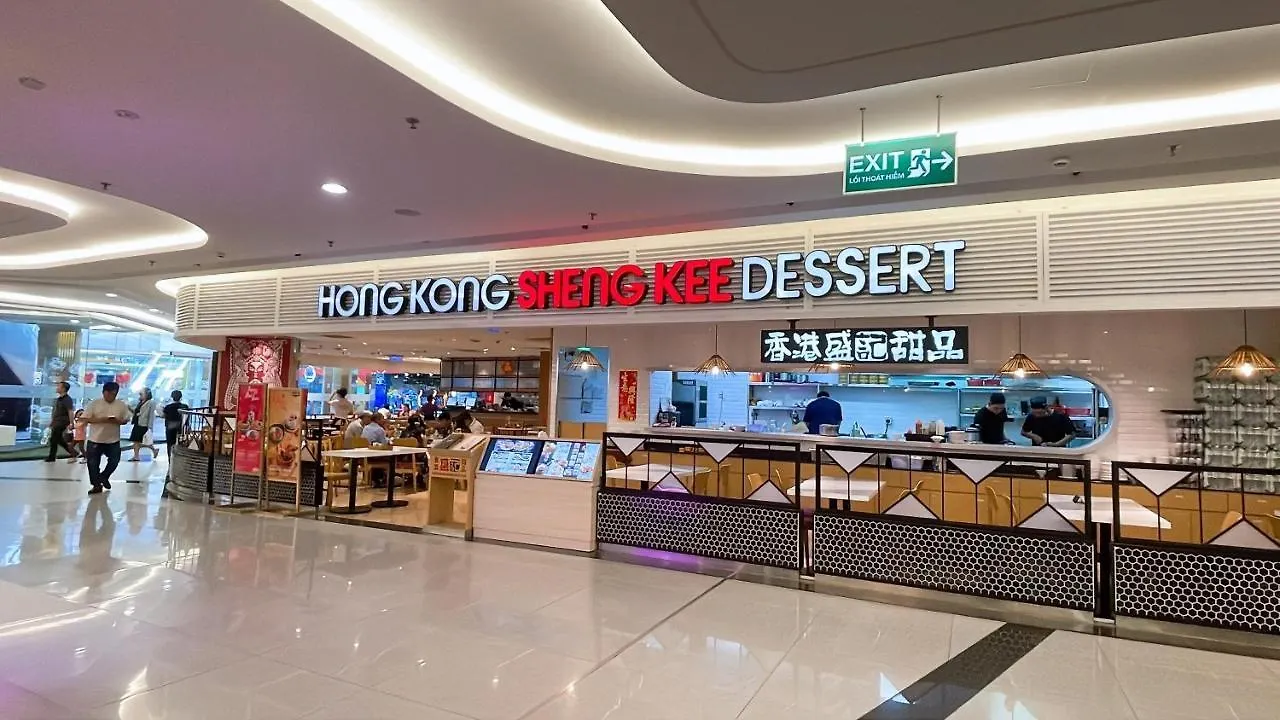 EXIT
LỐI THOÁT HIỂM
HONG KONG SHENG KEE DESSERT
香港盛記甜品